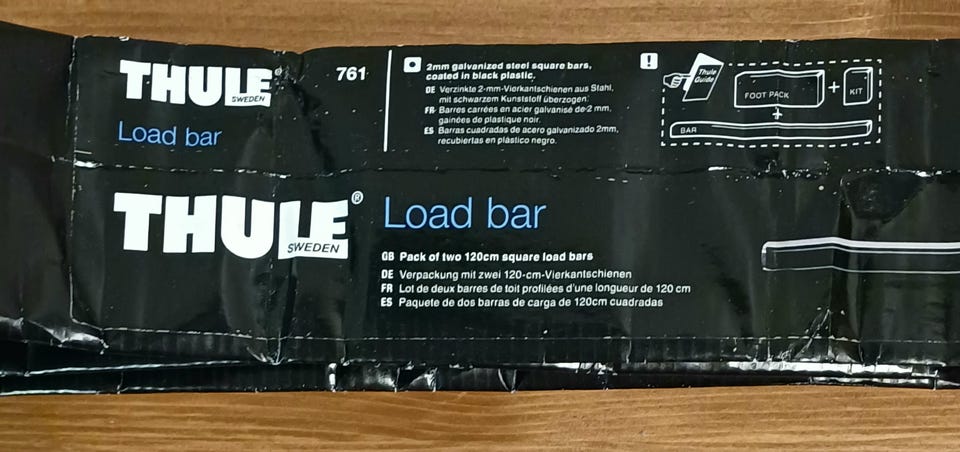 THULE®
SWEDEN
Load bar
761
2mm galvanized steel square bars,
coated in black plastic.
DE Verzinkte 2-mm-Vierkantschienen aus Stahl,
mit schwarzem Kunststoff überzogen.
FR Barres carrées en acier galvanisé de 2 mm,
gainées de plastique noir.
ES Barras cuadradas de acero galvanizado 2mm,
recubiertas en plástico negro.
!
Thule
Guide
FOOT PACK
+
KIT
+
BAR
THULE®
SWEDEN
Load bar
GB Pack of two 120cm square load bars
DE Verpackung mit zwei 120-cm-Vierkantschienen
FR Lot de deux barres de toit profilées d'une longueur de 120 cm
ES Paquete de dos barras de carga de 120cm cuadradas